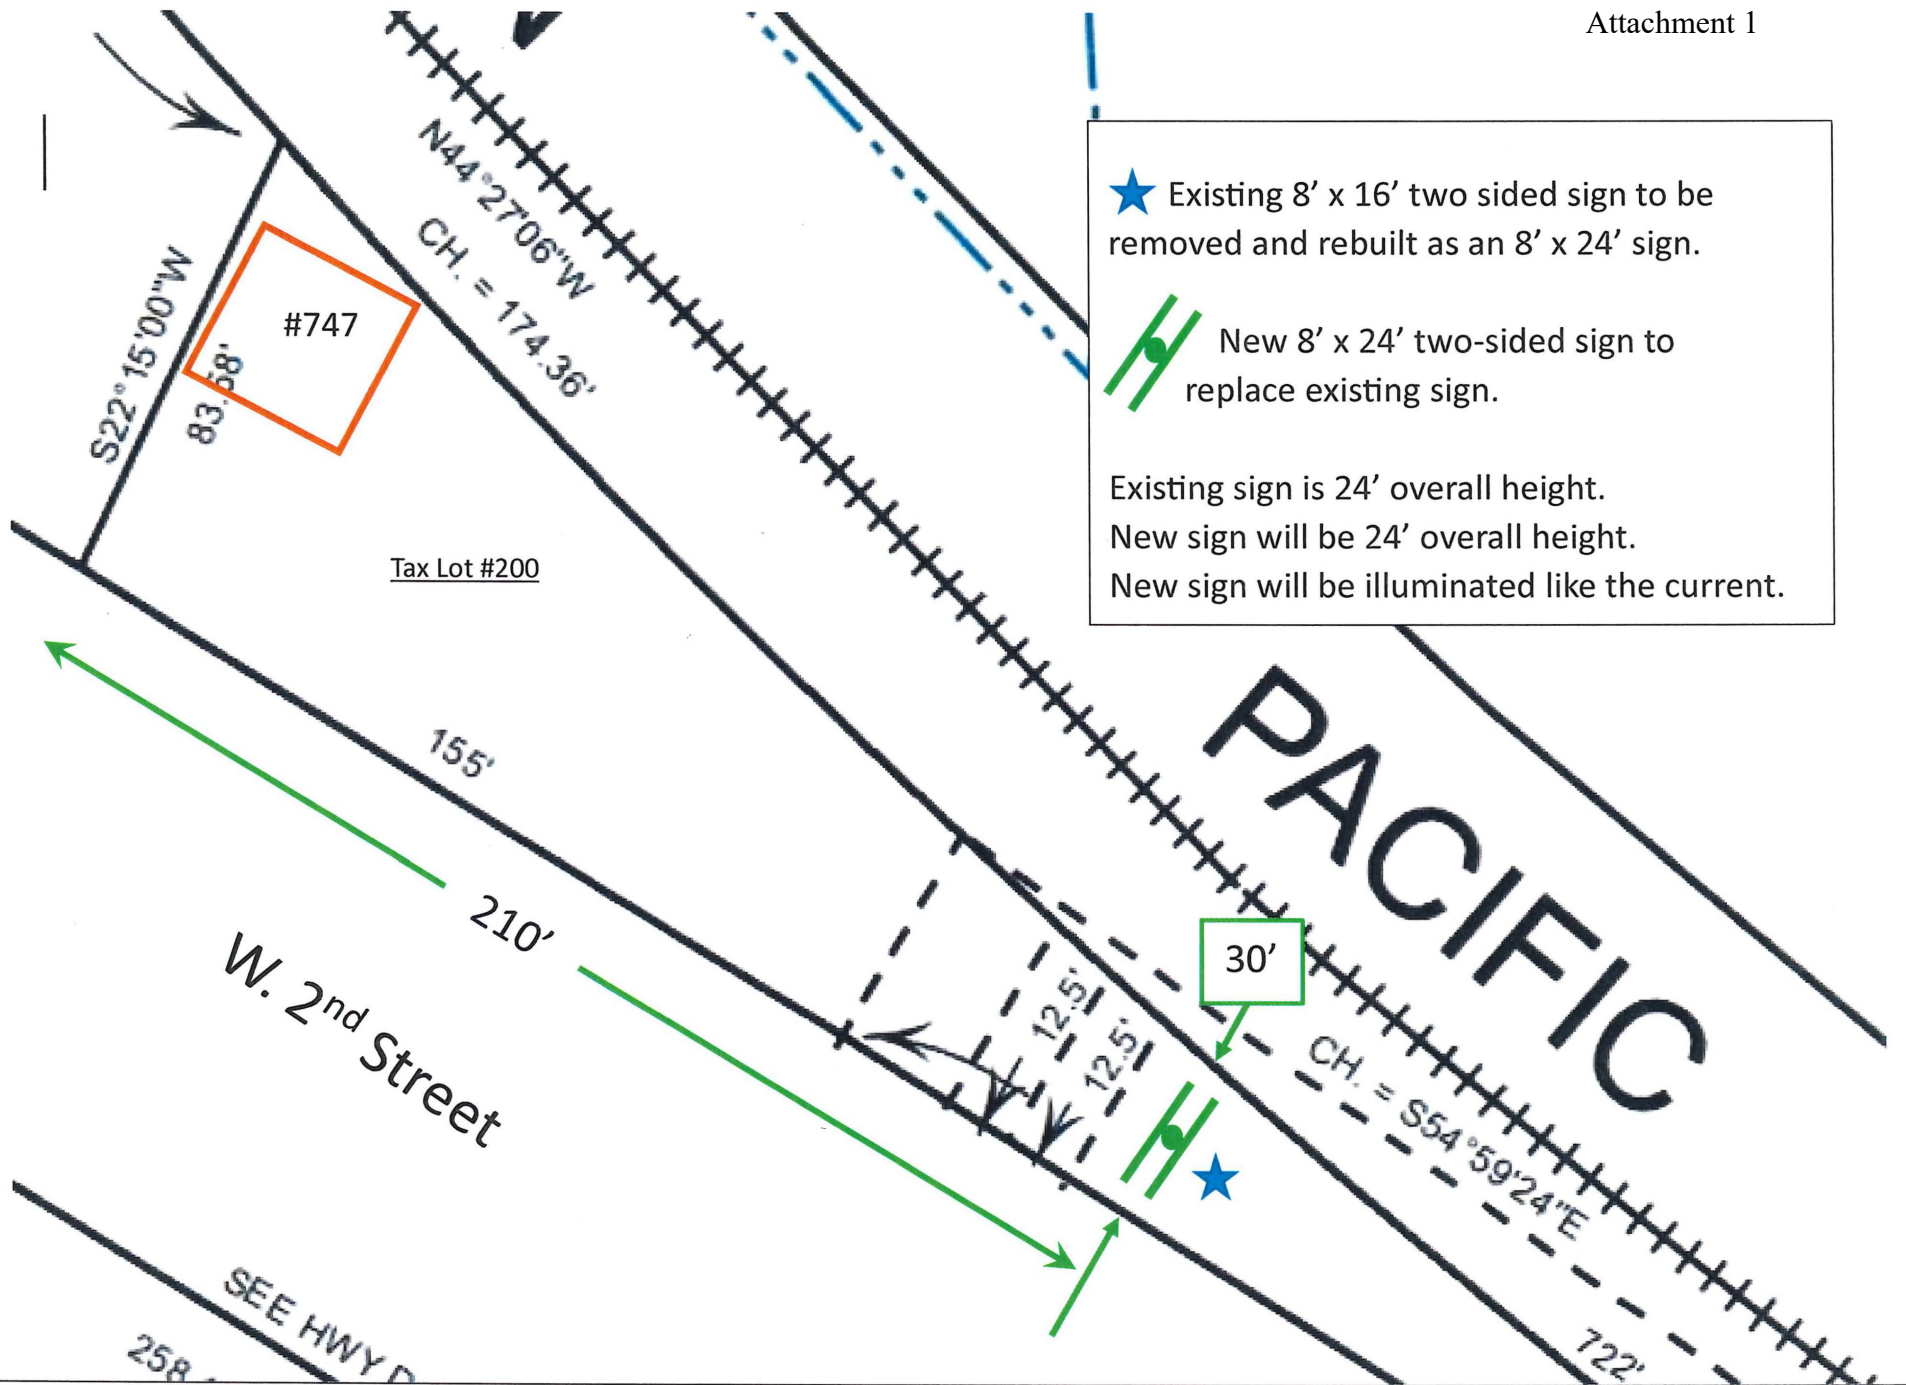 Attachment 1
Existing 8’ x 16’ two sided sign to be
removed and rebuilt as an 8’ x 24’ sign.
New 8’ x 24’ two-sided sign to
replace existing sign.
Existing sign is 24’ overall height.
New sign will be 24’ overall height.
New sign will be illuminated like the current.
N44°27'06"W
CH. = 174.36'
S22°15'00"W
83.58'
#747
Tax Lot #200
155'
210’
W. 2nd Street
PACIFIC
30’
12.5'
12.5'
CH. = S54°59'24"E
722'
SEE HWY
258